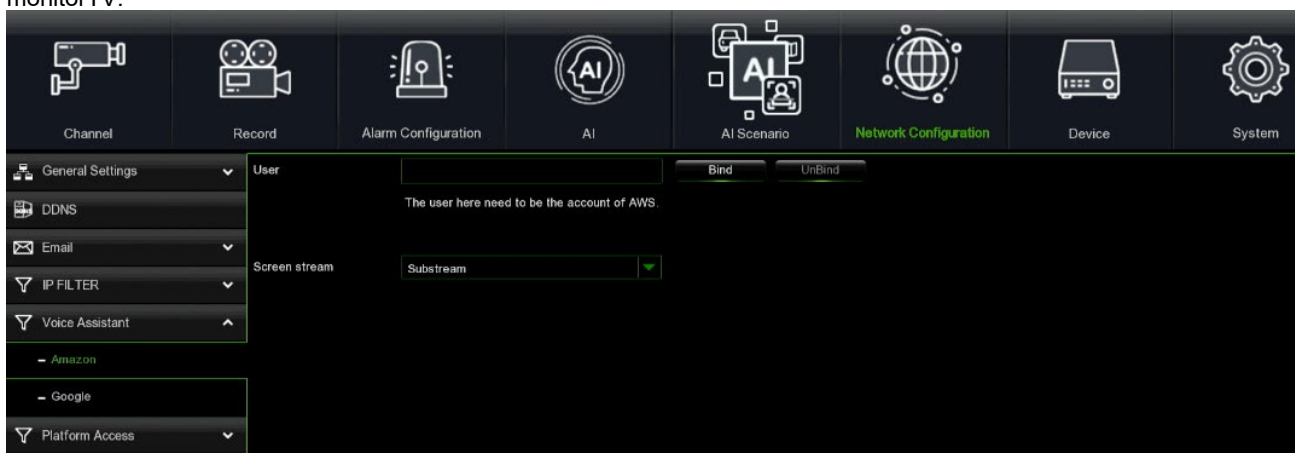 monitorTV.
AI
AI
Channel
Record
Alarm Configuration
AI
AI Scenario
Network Configuration
Device
System
General Settings
User
Bind
UnBind
The user here need to be the account of AWS.
DDNS
Email
Screen stream
Substream
IP FILTER
Voice Assistant
Amazon
Google
Platform Access